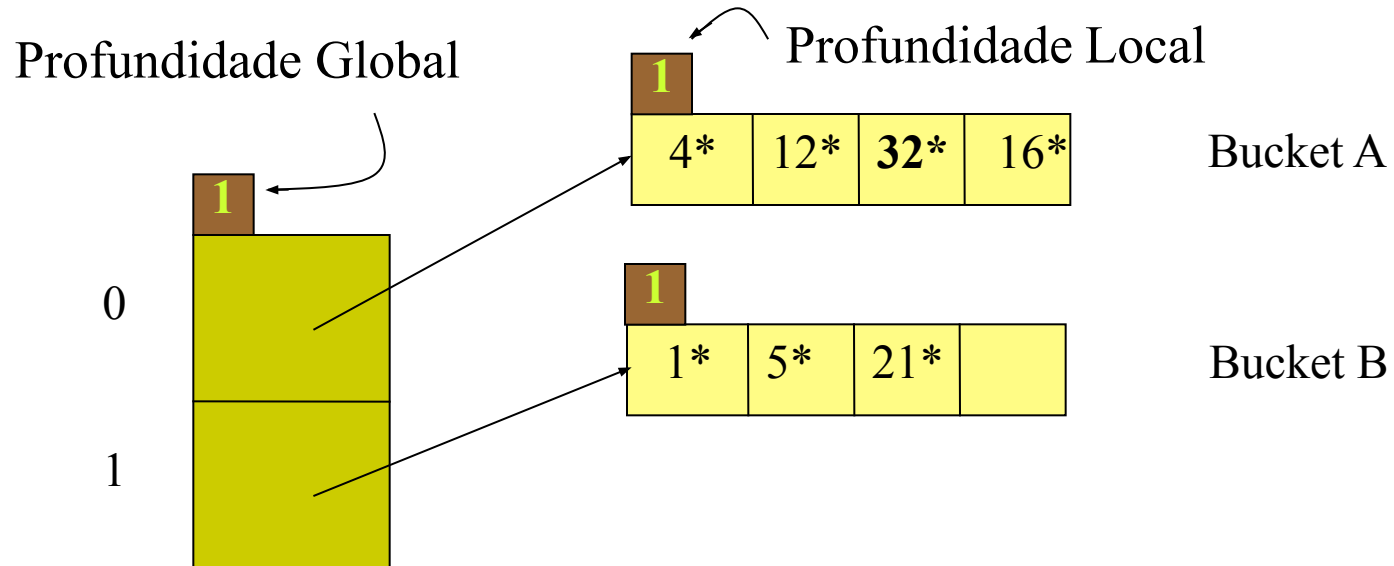 Profundidade Global
Profundidade Local
1
4* 12* 32* 16*
Bucket A
1
0
1
1* 5* 21*
Bucket B
1